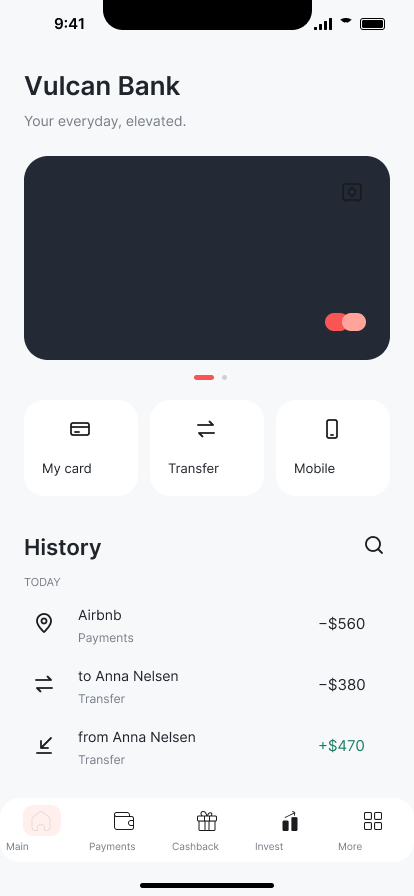 9:41
Vulcan Bank
Your everyday, elevated.
My card
Transfer
Mobile
History
TODAY
Airbnb
−$560
Payments
to Anna Nelsen
−$380
Transfer
from Anna Nelsen
+$470
Transfer
Main
Payments
Cashback
Invest
More